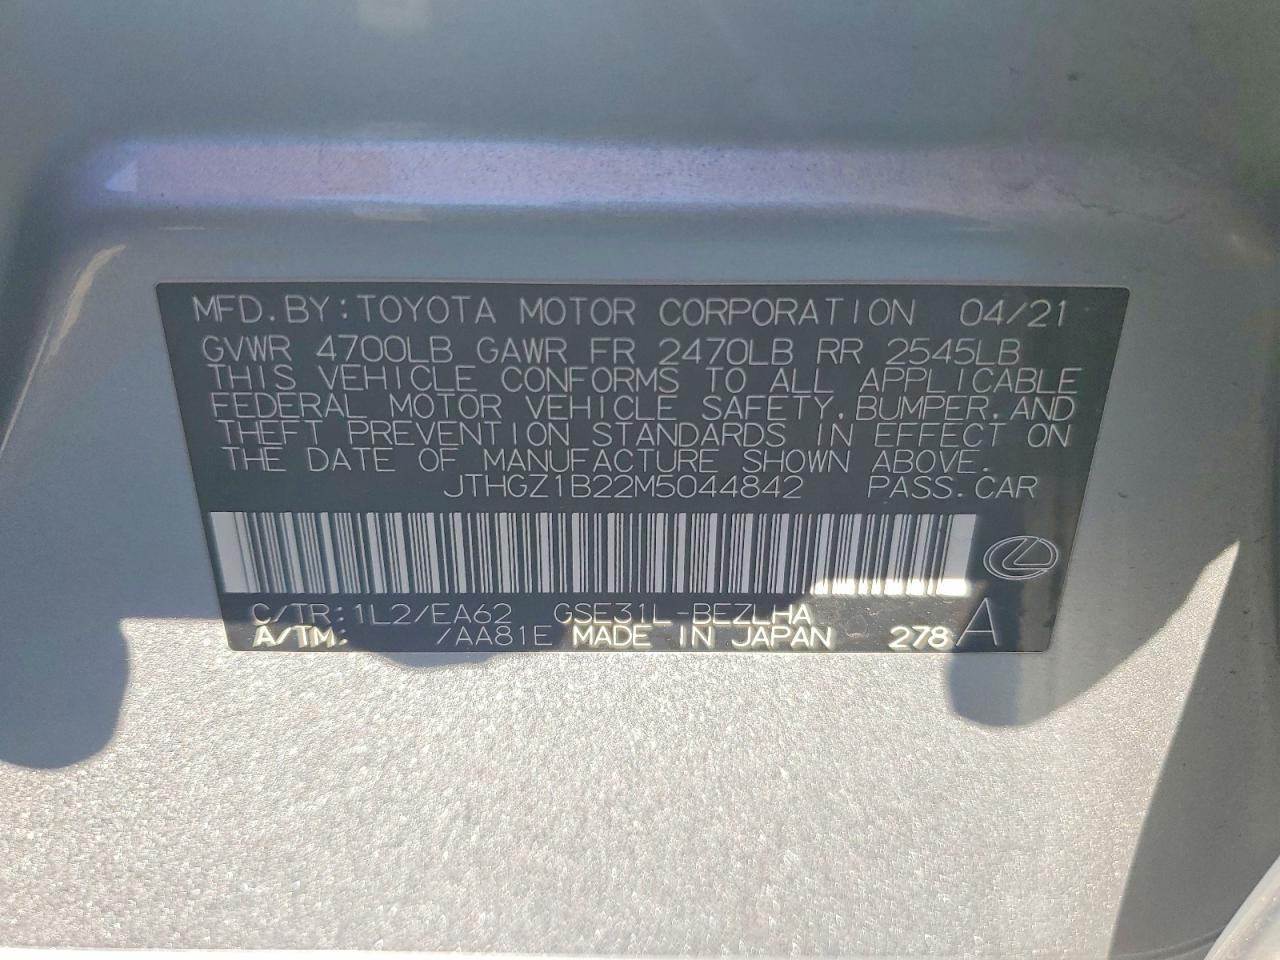 MFD. BY: TOYOTA MOTOR CORPORATION 04/21
GVWR 4700LB GAWR FR 2470LB RR 2545LB
THIS VEHICLE CONFORMS TO ALL APPLICABLE
FEDERAL MOTOR VEHICLE SAFETY, BUMPER, AND
THEFT PREVENTION STANDARDS IN EFFECT ON
THE DATE OF MANUFACTURE SHOWN ABOVE.
JTHGZ1B22M5044842 PASS. CAR
C/TR: 1L2/EA62 GSE31L-BEZLHA
A/TM: /AA81E MADE IN JAPAN 278 A